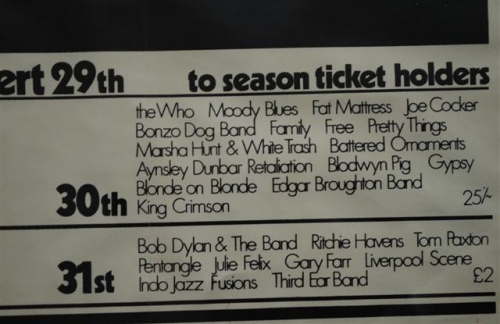 ert 29th to season ticket holders
the Who Moody Blues Fat Mattress Joe Cocker
Bonzo Dog Band Family Free Pretty Things
Marsha Hunt & White Trash Battered Ornaments
Aynsley Dunbar Retaliation Blodwyn Pig Gypsy
Blonde on Blonde Edgar Broughton Band
30th King Crimson 25/-
Bob Dylan & The Band Ritchie Havens Tom Paxton
Pentangle Julie Felix Gary Farr Liverpool Scene
31st Indo Jazz Fusions Third Ear Band £2